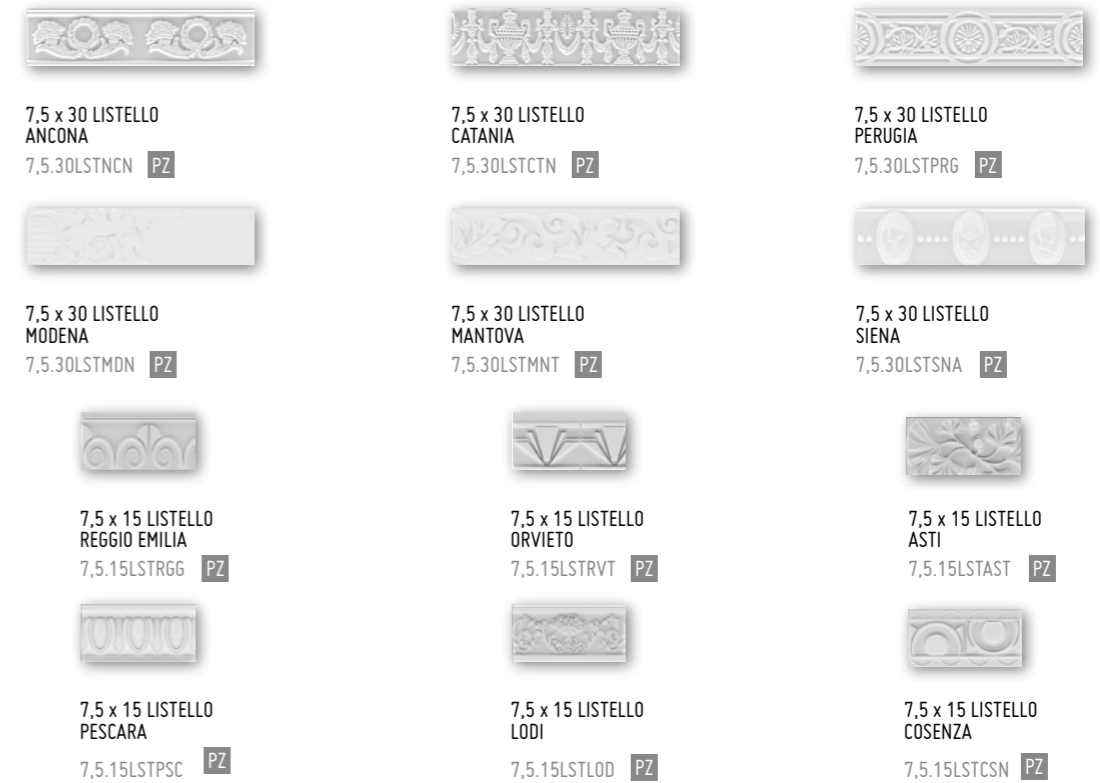 7,5 x 30 LISTELLO
ANCONA
7,5.30LSTNCN PZ
7,5 x 30 LISTELLO
CATANIA
7,5.30LSTCTN PZ
7,5 x 30 LISTELLO
PERUGIA
7,5.30LSTPRG PZ
7,5 x 30 LISTELLO
MODENA
7,5.30LSTMDN PZ
7,5 x 30 LISTELLO
MANTOVA
7,5.30LSTMNT PZ
7,5 x 30 LISTELLO
SIENA
7,5.30LSTSNA PZ
7,5 x 15 LISTELLO
REGGIO EMILIA
7,5.15LSTRGG PZ
7,5 x 15 LISTELLO
ORVIETO
7,5.15LSTRVT PZ
7,5 x 15 LISTELLO
ASTI
7,5.15LSTAST PZ
7,5 x 15 LISTELLO
PESCARA
7,5.15LSTPSC PZ
7,5 x 15 LISTELLO
LODI
7,5.15LSTLOD PZ
7,5 x 15 LISTELLO
COSENZA
7,5.15LSTCSN PZ